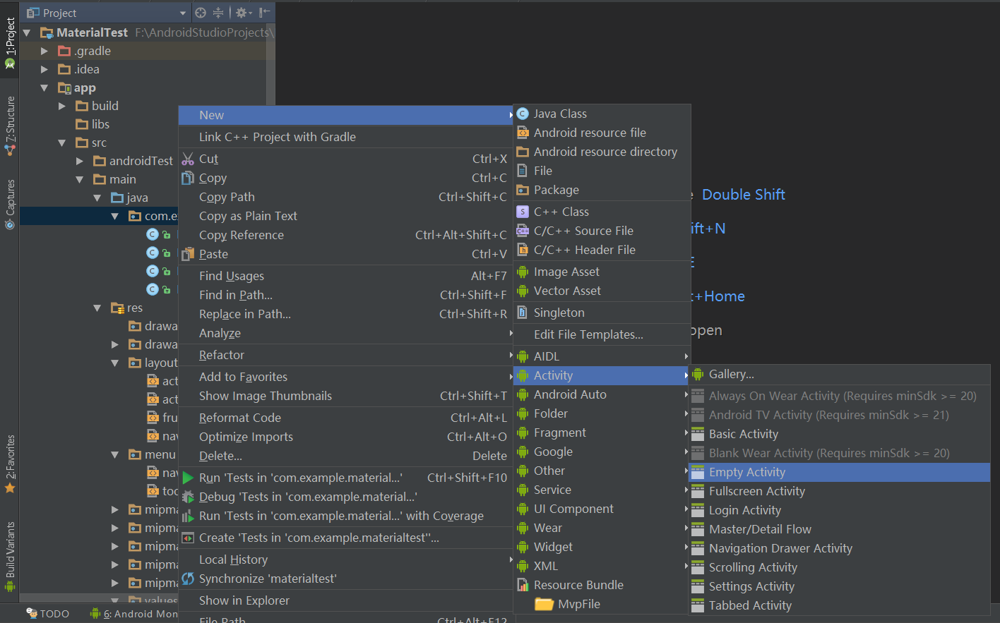 Project
1:Project
7:Structure
Captures
2:Favorites
Build Variants
MaterialTest F:\AndroidStudioProjects\
.gradle
.idea
app
build
libs
src
androidTest
main
java
com.e
res
drawa
drawa
layout
act
act
fru
nav
menu
nav
too
mipma
mipma
mipma
mipma
mipma
values
TODO
6: Android Mon
New
Link C++ Project with Gradle
Cut Ctrl+X
Copy Ctrl+C
Copy Path Ctrl+Shift+C
Copy as Plain Text
Copy Reference Ctrl+Alt+Shift+C
Paste Ctrl+V
Find Usages Alt+F7
Find in Path... Ctrl+Shift+F
Replace in Path... Ctrl+Shift+R
Analyze
Refactor
Add to Favorites
Show Image Thumbnails Ctrl+Shift+T
Reformat Code Ctrl+Alt+L
Optimize Imports Ctrl+Alt+O
Delete... Delete
Run 'Tests in 'com.example.material...' Ctrl+Shift+F10
Debug 'Tests in 'com.example.material...'
Run 'Tests in 'com.example.material...' with Coverage
Create 'Tests in 'com.example.materialtest''...
Local History
Synchronize 'materialtest'
Show in Explorer
File Path Ctrl+Alt+F12
Java Class
Android resource file
Android resource directory
File
Package
C++ Class
C/C++ Source File
C/C++ Header File
Image Asset
Vector Asset
Singleton
Edit File Templates...
AIDL
Activity
Android Auto
Folder
Fragment
Google
Other
Service
UI Component
Wear
Widget
XML
Resource Bundle
MvpFile
Double Shift
ift+N
E
t+Home
open
Gallery...
Always On Wear Activity (Requires minSdk >= 20)
Android TV Activity (Requires minSdk >= 21)
Basic Activity
Blank Wear Activity (Requires minSdk >= 20)
Empty Activity
Fullscreen Activity
Login Activity
Master/Detail Flow
Navigation Drawer Activity
Scrolling Activity
Settings Activity
Tabbed Activity